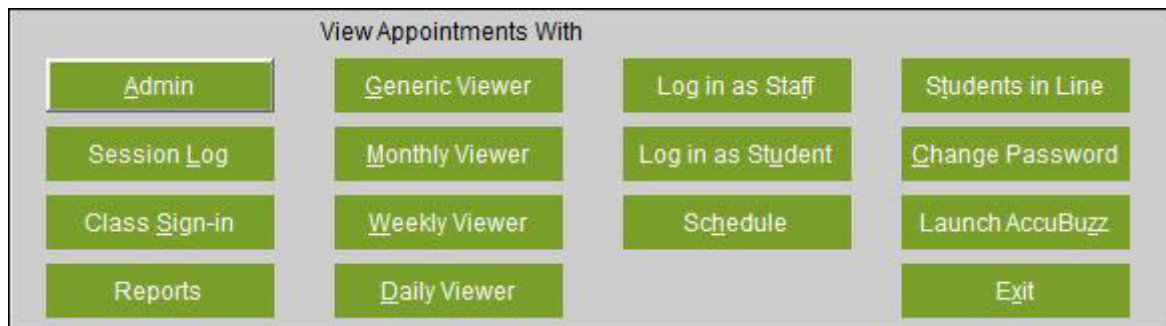 View Appointments With
Admin
Generic Viewer
Log in as Staff
Students in Line
Session Log
Monthly Viewer
Log in as Student
Change Password
Class Sign-in
Weekly Viewer
Schedule
Launch AccuBuzz
Reports
Daily Viewer
Exit